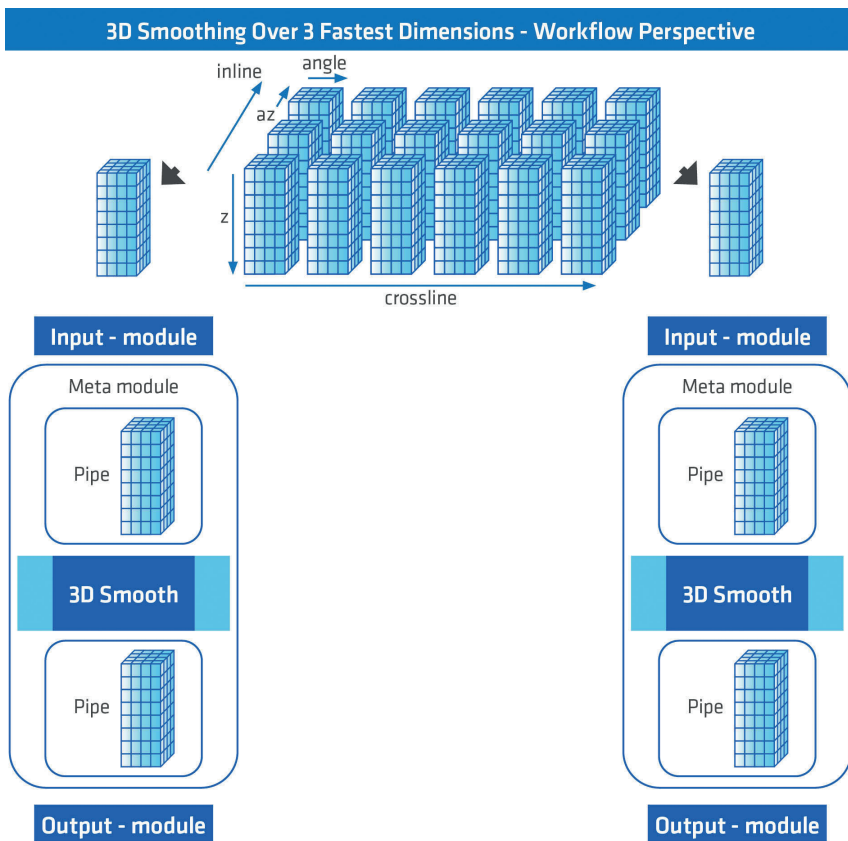 3D Smoothing Over 3 Fastest Dimensions - Workflow Perspective
inline
angle
az
z
crossline
Input - module
Meta module
Pipe
3D Smooth
Pipe
Output - module
Input - module
Meta module
Pipe
3D Smooth
Pipe
Output - module